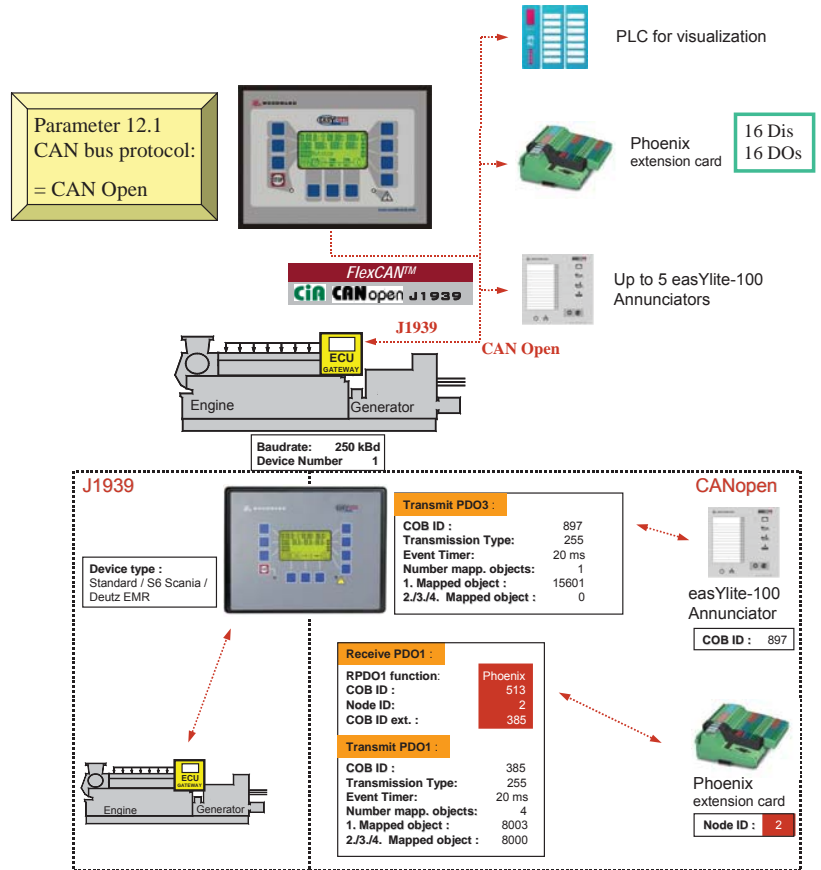 PLC for visualization
Parameter 12.1
CAN bus protocol:
= CAN Open
WOODWARD
EASYGEN
STOP
Phoenix
extension card
16 Dis
16 DOs
FlexCAN™
CiA CANopen J1939
Up to 5 easYlite-100
Annunciators
J1939
CAN Open
ECU
GATEWAY
Engine
Generator
Baudrate: 250 kBd
Device Number 1
J1939
CANopen
Transmit PDO3 :
COB ID : 897
Transmission Type: 255
Event Timer: 20 ms
Number mapp. objects: 1
1. Mapped object : 15601
2./3./4. Mapped object : 0
Device type :
Standard / S6 Scania /
Deutz EMR
easYlite-100
Annunciator
COB ID : 897
Receive PDO1 :
RPDO1 function: Phoenix
COB ID : 513
Node ID: 2
COB ID ext. : 385
Transmit PDO1 :
COB ID : 385
Transmission Type: 255
Event Timer: 20 ms
Number mapp. objects: 4
1. Mapped object : 8003
2./3./4. Mapped object : 8000
ECU
GATEWAY
Engine
Generator
Phoenix
extension card
Node ID : 2